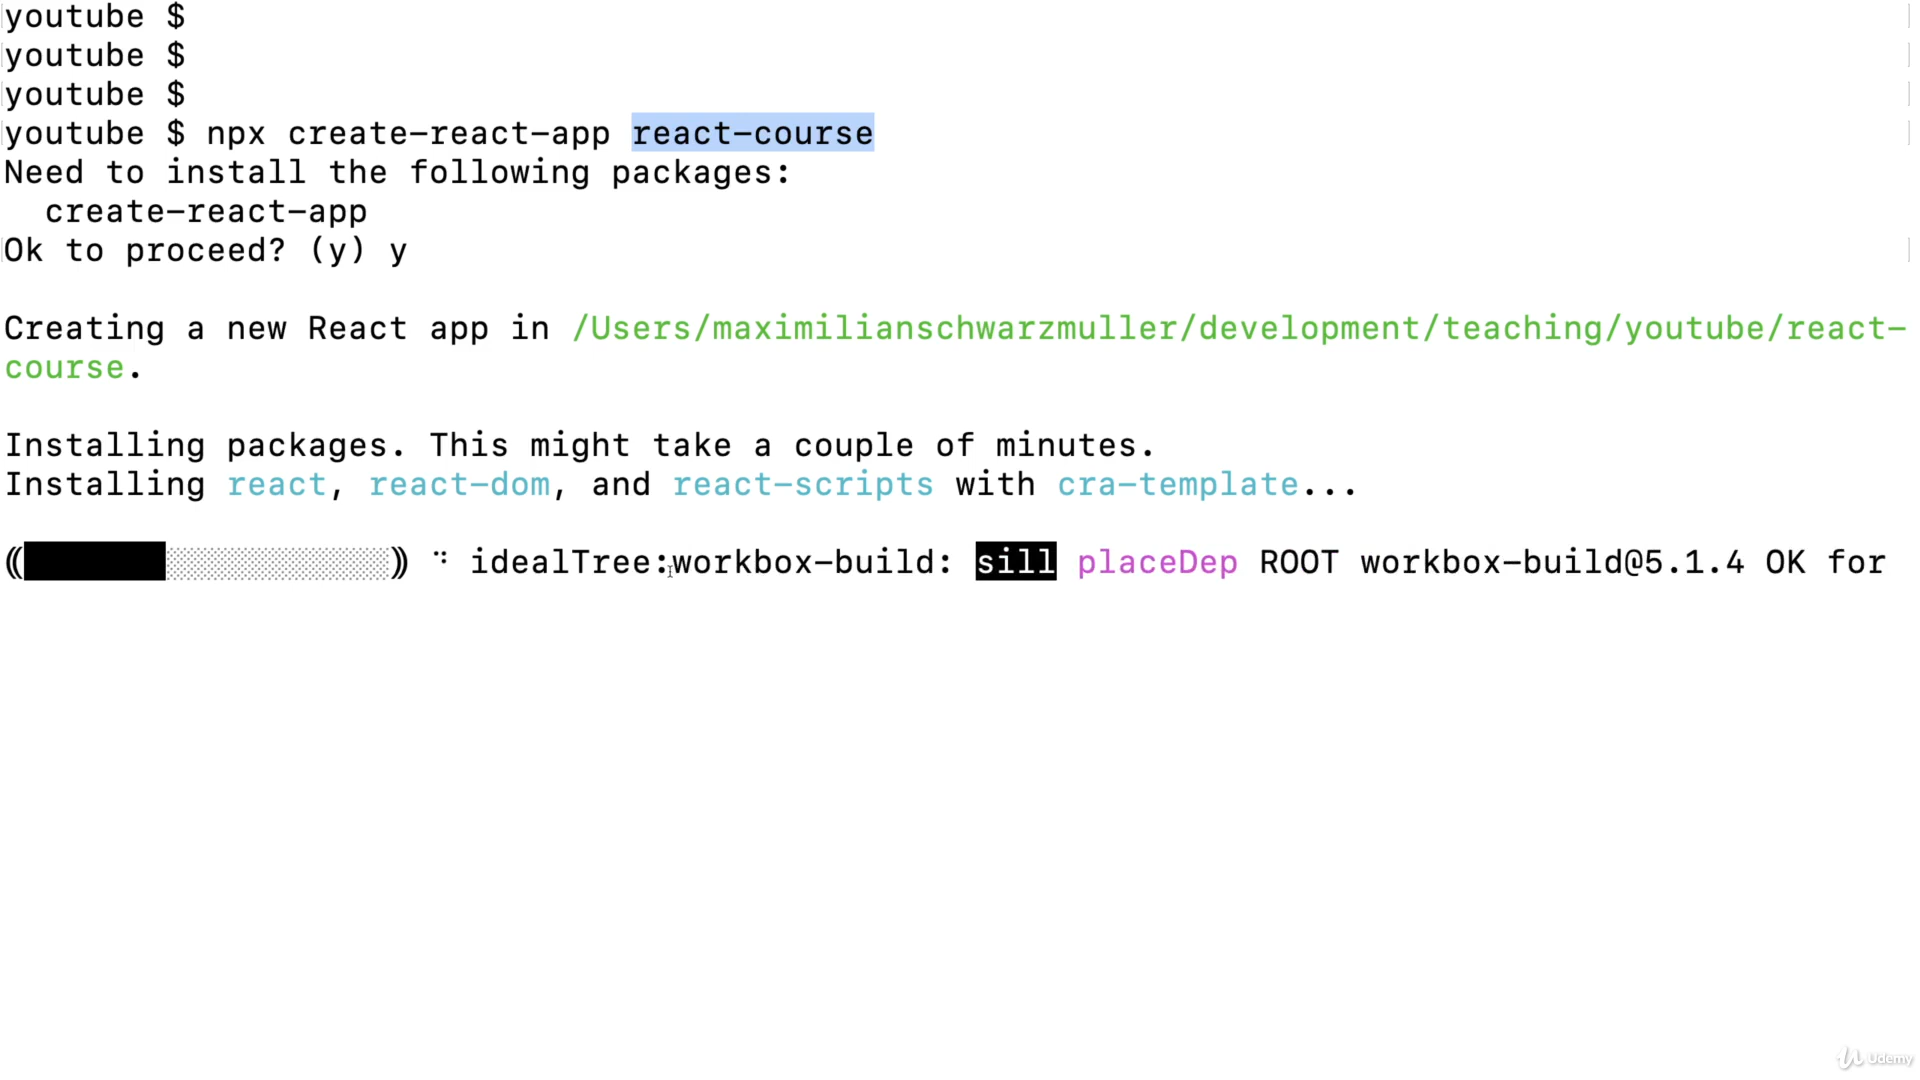 youtube $
youtube $
youtube $
youtube $ npx create-react-app react-course
Need to install the following packages:
  create-react-app
Ok to proceed? (y) y
Creating a new React app in /Users/maximilianschwarzmuller/development/teaching/youtube/react-
course.
Installing packages. This might take a couple of minutes.
Installing react, react-dom, and react-scripts with cra-template...
idealTree:workbox-build: sill placeDep ROOT workbox-build@5.1.4 OK for
Udemy